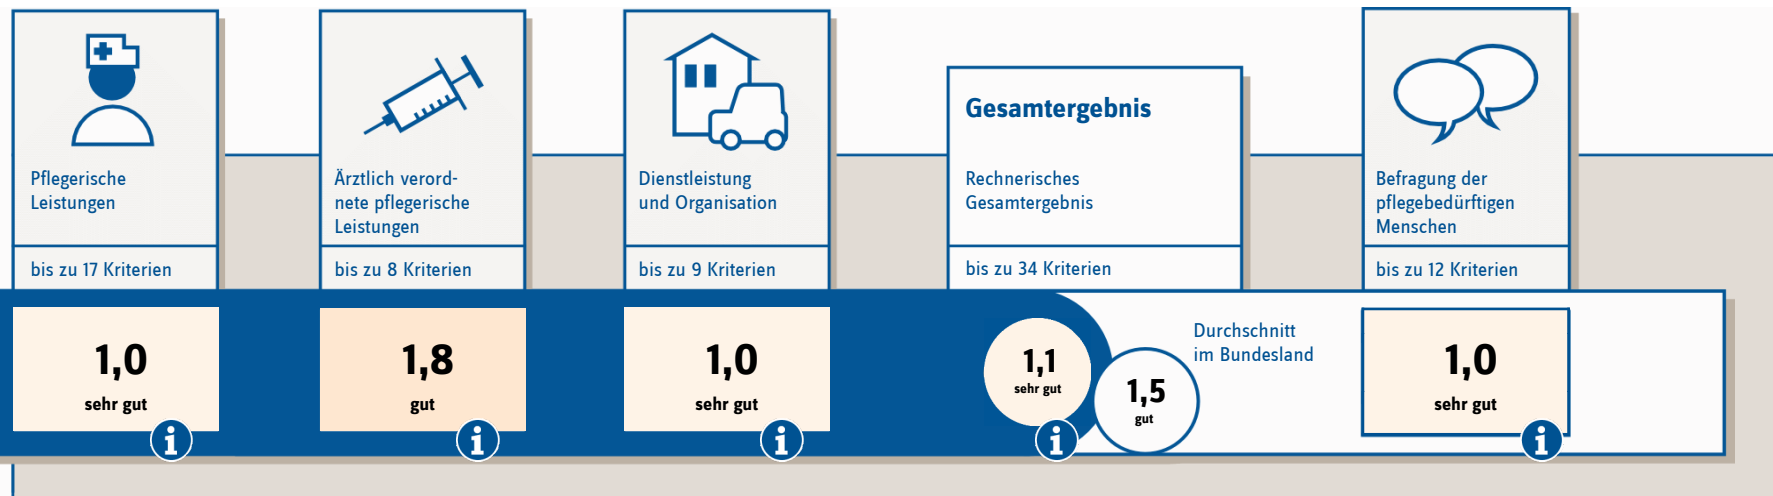 Pflegerische
Leistungen
bis zu 17 Kriterien
1,0
sehr gut
Ärztlich verord-
nete pflegerische
Leistungen
bis zu 8 Kriterien
1,8
gut
Dienstleistung
und Organisation
bis zu 9 Kriterien
1,0
sehr gut
Gesamtergebnis
Rechnerisches
Gesamtergebnis
bis zu 34 Kriterien
1,1
sehr gut
1,5
gut
Durchschnitt
im Bundesland
Befragung der
pflegebedürftigen
Menschen
bis zu 12 Kriterien
1,0
sehr gut